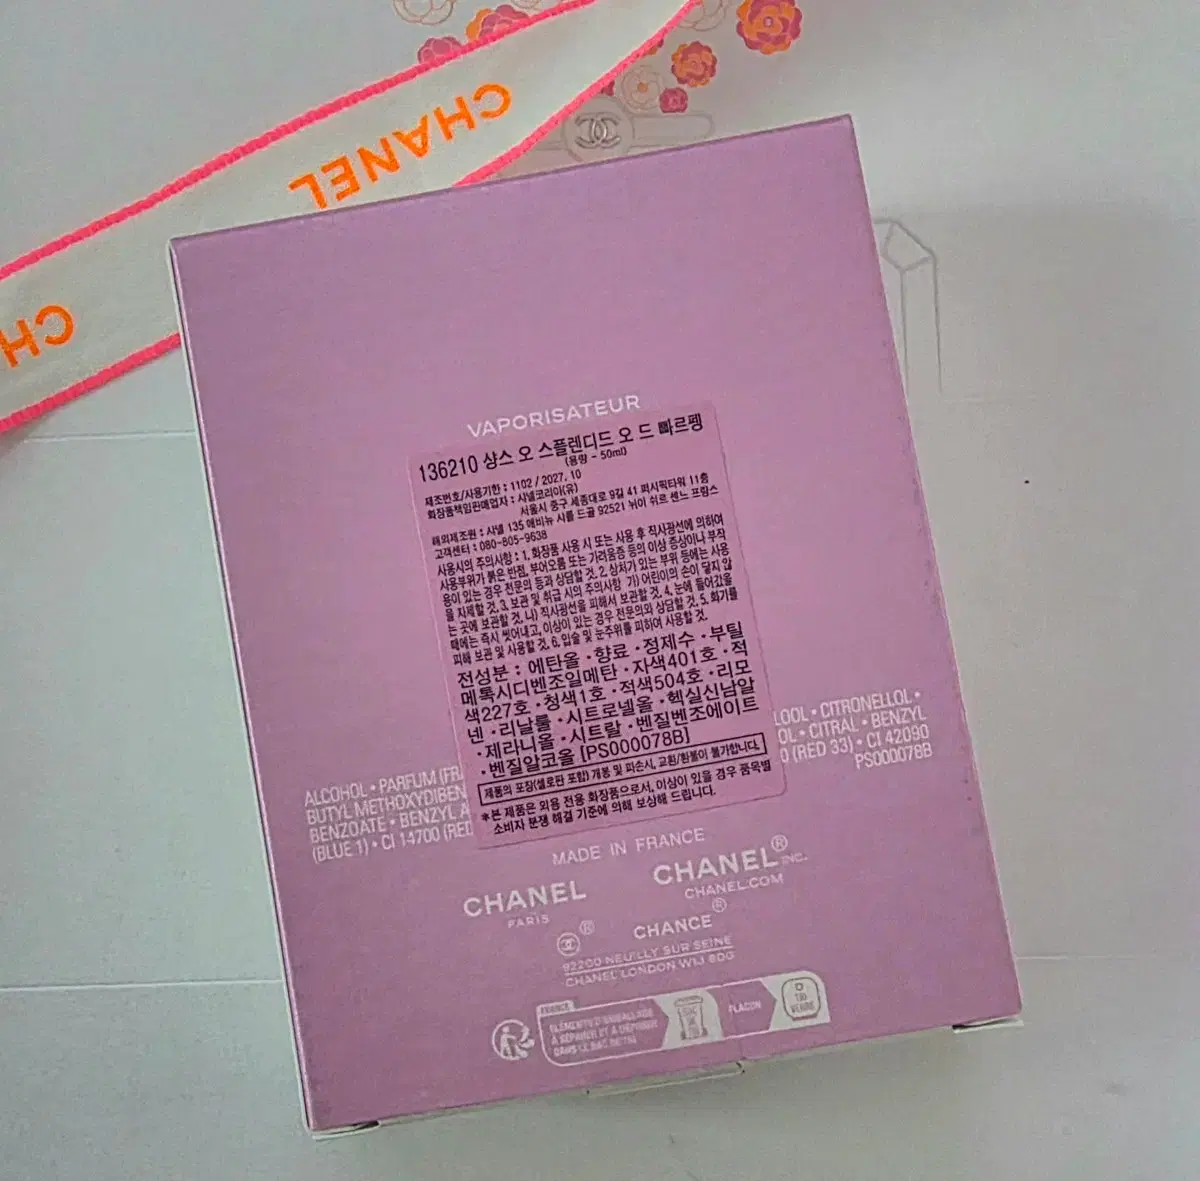 CHANEL
CH
VAPORISATEUR
136210 샹스 오 스플렌디드 오 드 빠르펭
(용량 - 50ml)
제조번호/사용기한 : 1102 / 2027. 10
화장품책임판매업자 : 샤넬코리아(유)
서울시 중구 세종대로 9길 41 퍼시픽타워 11층
해외제조원 : 샤넬 135 애비뉴 샤를 드골 92521 뉘이 쉬르 센느 프랑스
고객센터 : 080-805-9638
사용시의 주의사항 : 1. 화장품 사용 시 또는 사용 후 직사광선에 의하여
사용부위가 붉은 반점, 부어오름 또는 가려움증 등의 이상 증상이나 부작
용이 있는 경우 전문의 등과 상담할 것. 2. 상처가 있는 부위 등에는 사용
을 자제할 것. 3. 보관 및 취급 시의 주의사항 가) 어린이의 손이 닿지 않
는 곳에 보관할 것. 나) 직사광선을 피해서 보관할 것. 4. 눈에 들어갔을
때에는 즉시 씻어내고, 이상이 있는 경우 전문의와 상담할 것. 5. 화기를
피해 보관 및 사용할 것. 6. 입술 및 눈주위를 피하여 사용할 것.
전성분 : 에탄올 · 향료 · 정제수 · 부틸
메톡시디벤조일메탄 · 자색401호 · 적
색227호 · 청색1호 · 적색504호 · 리모
넨 · 리날룰 · 시트로넬올 · 헥실신남알
· 제라니올 · 시트랄 · 벤질벤조에이트
· 벤질알코올 [PS000078B]
제품의 포장(셀로판 포함) 개봉 및 파손시, 교환/환불이 불가합니다.
*본 제품은 외용 전용 화장품으로서, 이상이 있을 경우 품목별
소비자 분쟁 해결 기준에 의해 보상해 드립니다.
ALCOHOL • PARFUM (FRA LOOL • CITRONELLOL •
BUTYL METHOXYDIBEN OL • CITRAL • BENZYL
BENZOATE • BENZYL A 0 (RED 33) • CI 42090
(BLUE 1) • CI 14700 (RED PS000078B
MADE IN FRANCE
CHANEL CHANEL® INC.
PARIS CHANEL.COM
® CHANCE®
92200 NEUILLY SUR SEINE
CHANEL LONDON W1J 6DG
FRANCE
ÉLÉMENTS D'EMBALLAGE
À SÉPARER ET À DÉPOSER
DANS LE BAC DE TRI
BAC DE TRI
FLACON
TRI VERRE